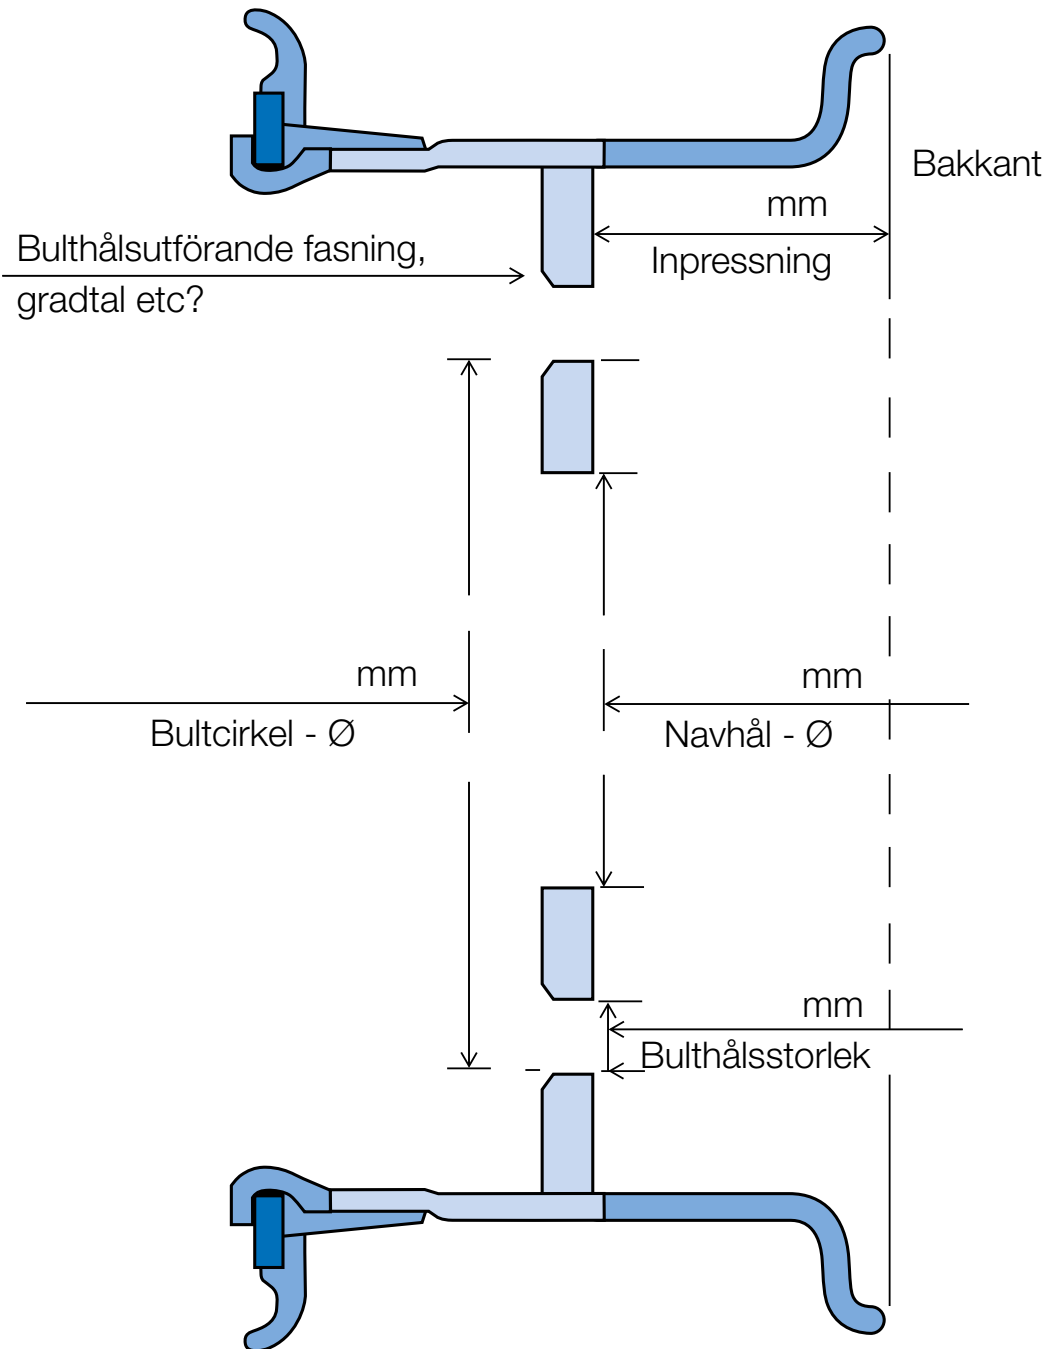 Bakkant
mm
Inpressning
Bulthålsutförande fasning,
gradtal etc?
mm
Bultcirkel - Ø
mm
Navhål - Ø
mm
Bulthålsstorlek